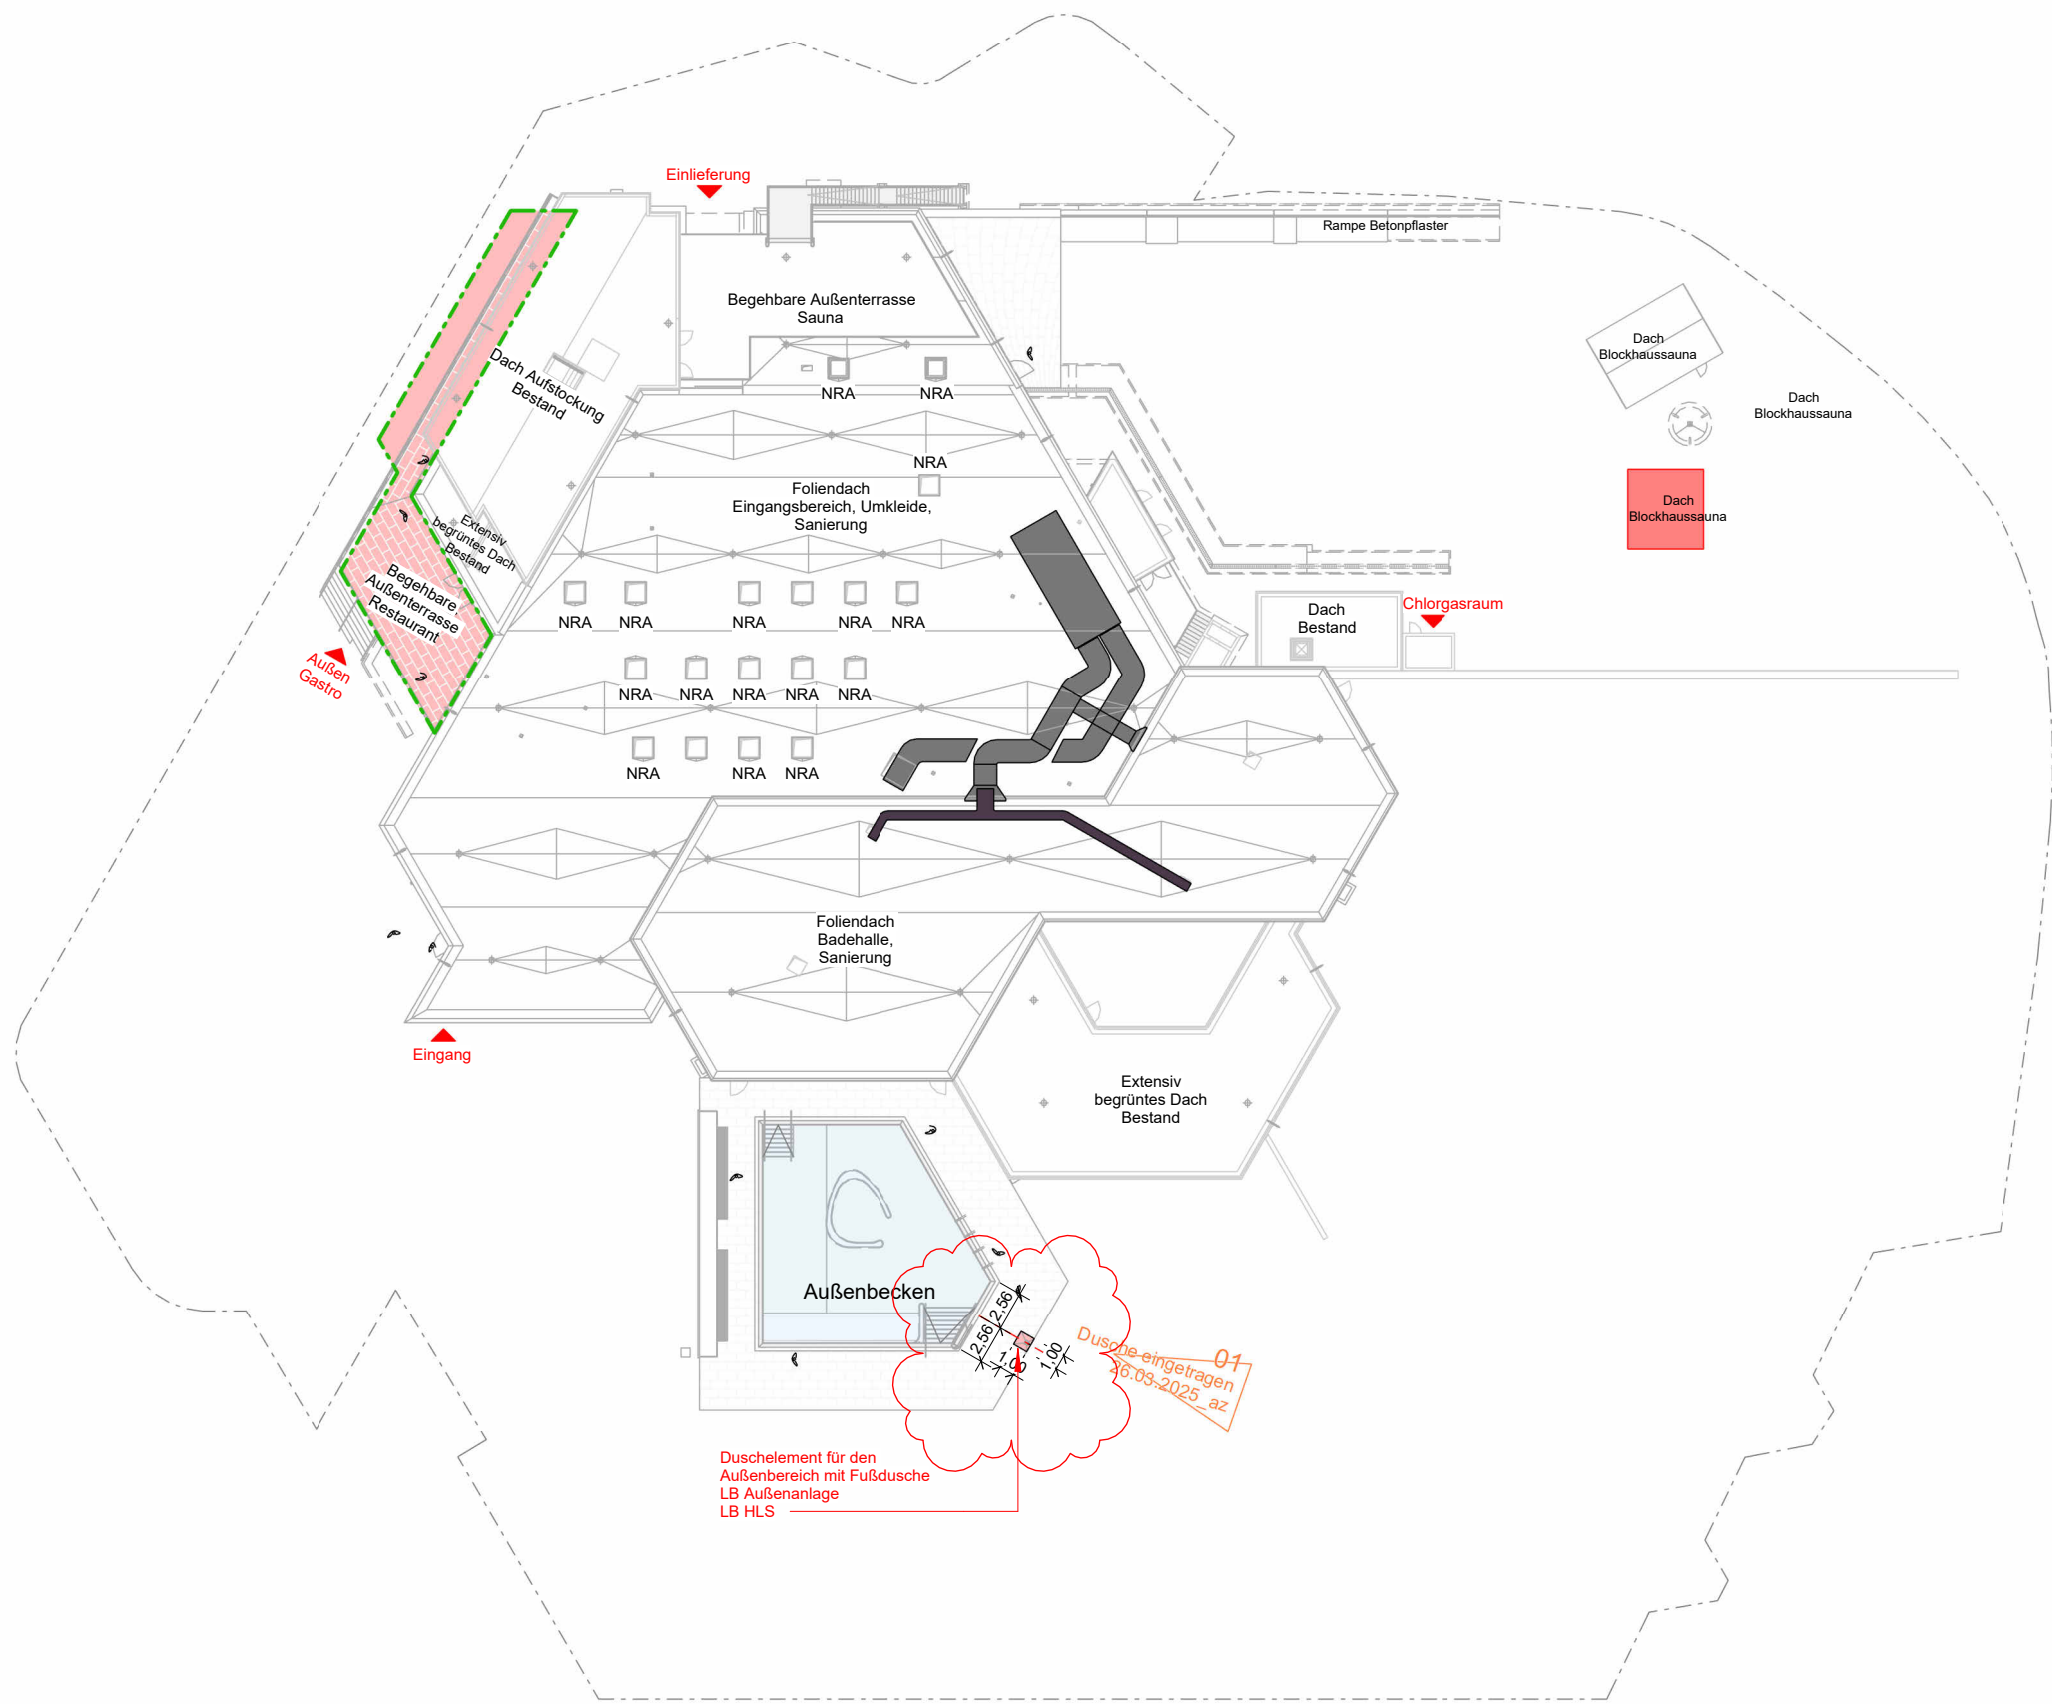 Einlieferung
Rampe Betonpflaster
Begehbare Außenterrasse
Sauna
Dach
Blockhaussauna
Dach Aufstockung
Bestand
NRA
NRA
Dach
Blockhaussauna
NRA
Foliendach
Eingangsbereich, Umkleide,
Sanierung
Dach
Blockhaussauna
Extensiv
begrüntes Dach
Bestand
Begehbare,
Außenterrasse
Restaurant
NRA
NRA
NRA
NRA
NRA
NRA
Dach
Bestand
Chlorgasraum
Außen
Gastro
NRA
NRA
NRA
NRA
NRA
NRA
NRA
NRA
Foliendach
Badehalle,
Sanierung
Eingang
Extensiv
begrüntes Dach
Bestand
Außenbecken
2,56
2,56
1,00
1,00
Dusche eingetragen
26.03.2025_az
01
Duschelement für den
Außenbereich mit Fußdusche
LB Außenanlage
LB HLS